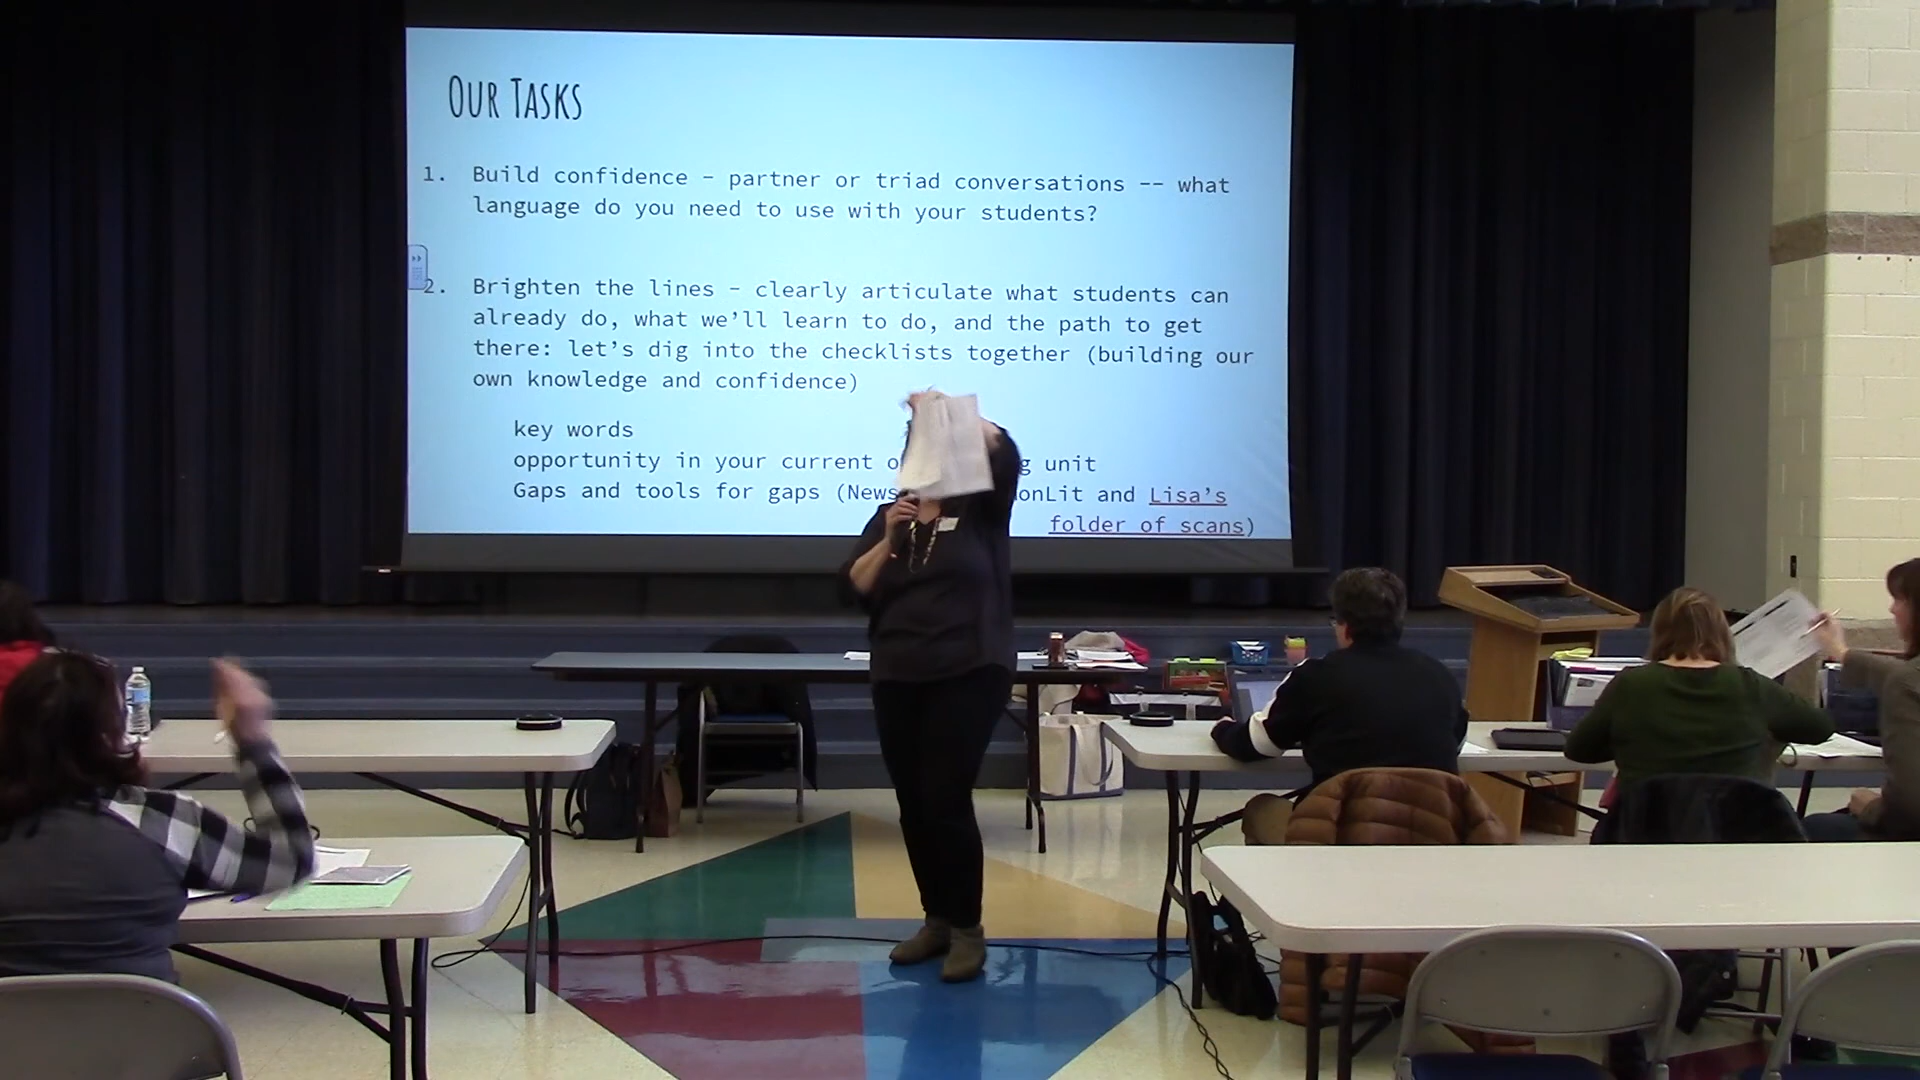 Our Tasks
1. Build confidence – partner or triad conversations -- what
language do you need to use with your students?
2. Brighten the lines – clearly articulate what students can
already do, what we’ll learn to do, and the path to get
there: let’s dig into the checklists together (building our
own knowledge and confidence)
key words
opportunity in your current o g unit
Gaps and tools for gaps (News onLit and Lisa’s
folder of scans)